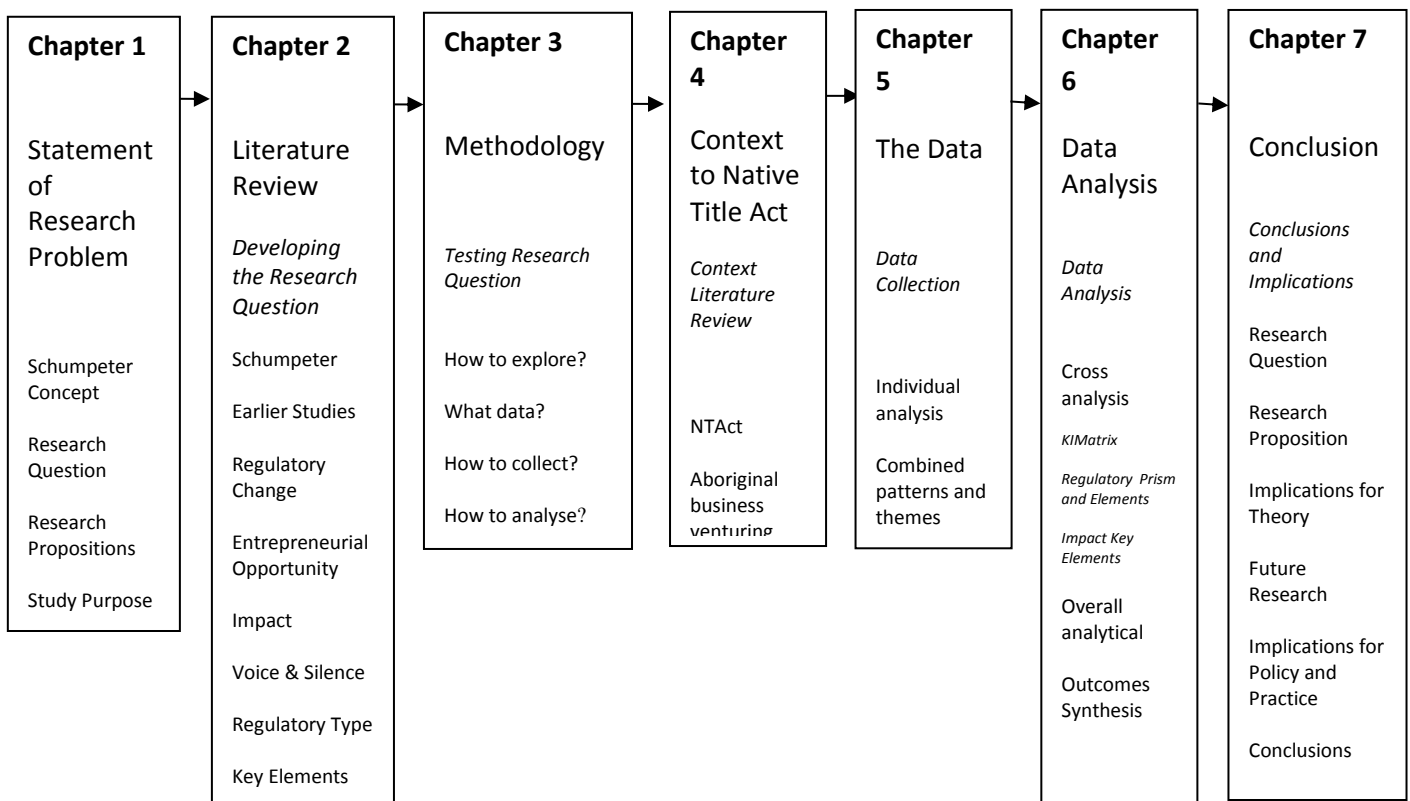 Chapter 1
Statement
of
Research
Problem
Schumpeter
Concept
Research
Question
Research
Propositions
Study Purpose
Chapter 2
Literature
Review
Developing
the Research
Question
Schumpeter
Earlier Studies
Regulatory
Change
Entrepreneurial
Opportunity
Impact
Voice & Silence
Regulatory Type
Key Elements
Chapter 3
Methodology
Testing Research
Question
How to explore?
What data?
How to collect?
How to analyse?
Chapter
4
Context
to Native
Title Act
Context
Literature
Review
NTAct
Aboriginal
business
venturing
Chapter
5
The Data
Data
Collection
Individual
analysis
Combined
patterns and
themes
Chapter
6
Data
Analysis
Data
Analysis
Cross
analysis
KIMatrix
Regulatory Prism
and Elements
Impact Key
Elements
Overall
analytical
Outcomes
Synthesis
Chapter 7
Conclusion
Conclusions
and
Implications
Research
Question
Research
Proposition
Implications for
Theory
Future
Research
Implications for
Policy and
Practice
Conclusions